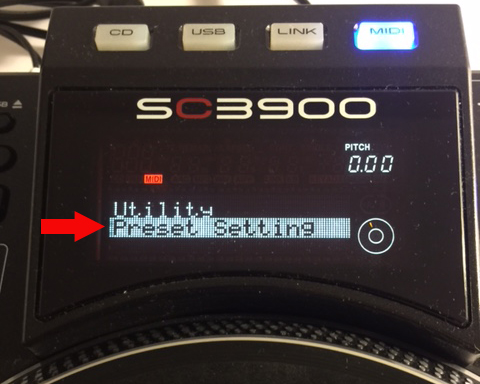 CD USB LINK MIDI
SC3900
PITCH
0.00
MIDI
Utility
Preset Setting